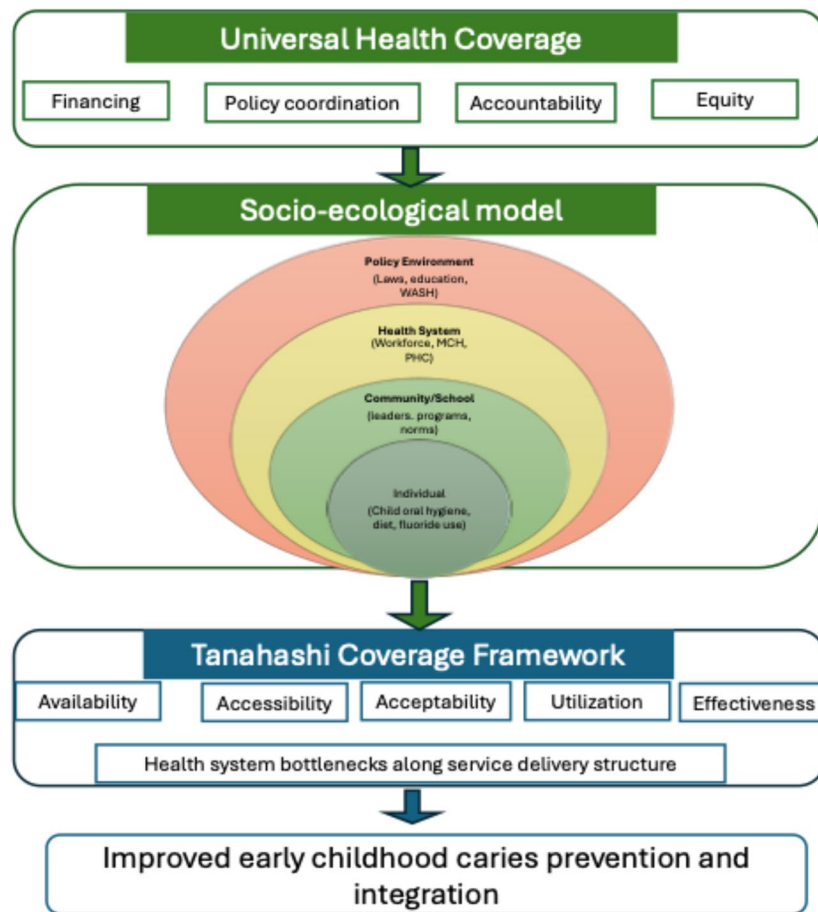 Universal Health Coverage
Financing
Policy coordination
Accountability
Equity
Socio-ecological model
Policy Environment
(Laws, education,
WASH)
Health System
(Workforce, MCH,
PHC)
Community/School
(leaders. programs,
norms)
Individual
(Child oral hygiene,
diet, fluoride use)
Tanahashi Coverage Framework
Availability
Accessibility
Acceptability
Utilization
Effectiveness
Health system bottlenecks along service delivery structure
Improved early childhood caries prevention and
integration